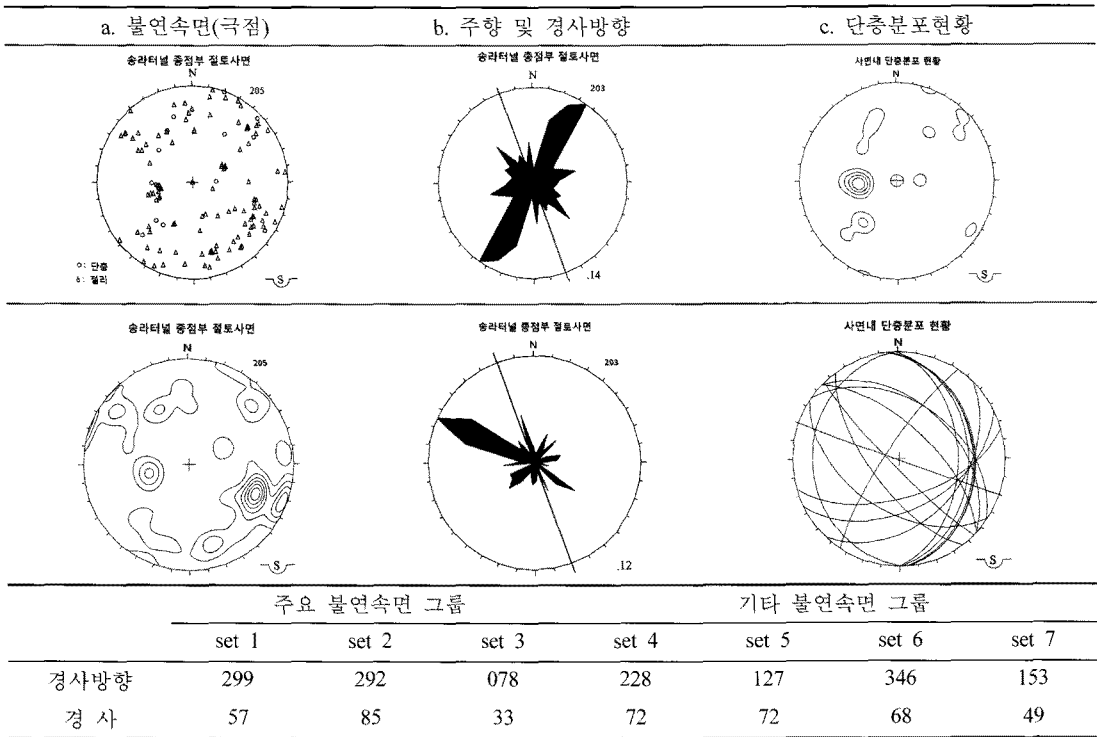 a. 불연속면(극점) b. 주향 및 경사방향 c. 단층분포현황
송라터널 종점부 절토사면
N
205
o: 단층
δ: 절리
S
송라터널 종점부 절토사면
N
203
.14
사면내 단층분포 현황
N
S
송라터널 종점부 절토사면
N
205
S
송라터널 종점부 절토사면
N
203
.12
사면내 단층분포 현황
N
S
주요 불연속면 그룹 기타 불연속면 그룹
set 1 set 2 set 3 set 4 set 5 set 6 set 7
경사방향 299 292 078 228 127 346 153
경 사 57 85 33 72 72 68 49